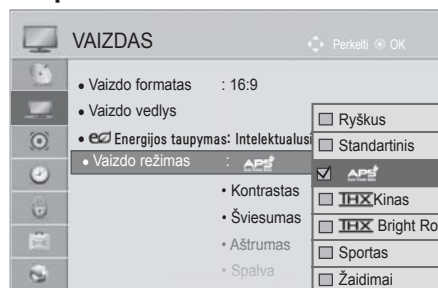 VAIZDAS
Perkelti OK
• Vaizdo formatas : 16:9
• Vaizdo vedlys
• Energijos taupymas: Intelektualusi
• Vaizdo režimas : APS
• Kontrastas
• Šviesumas
• Aštrumas
• Spalva
Ryškus
Standartinis
APS
THX Kinas
THX Bright Ro
Sportas
Žaidimai